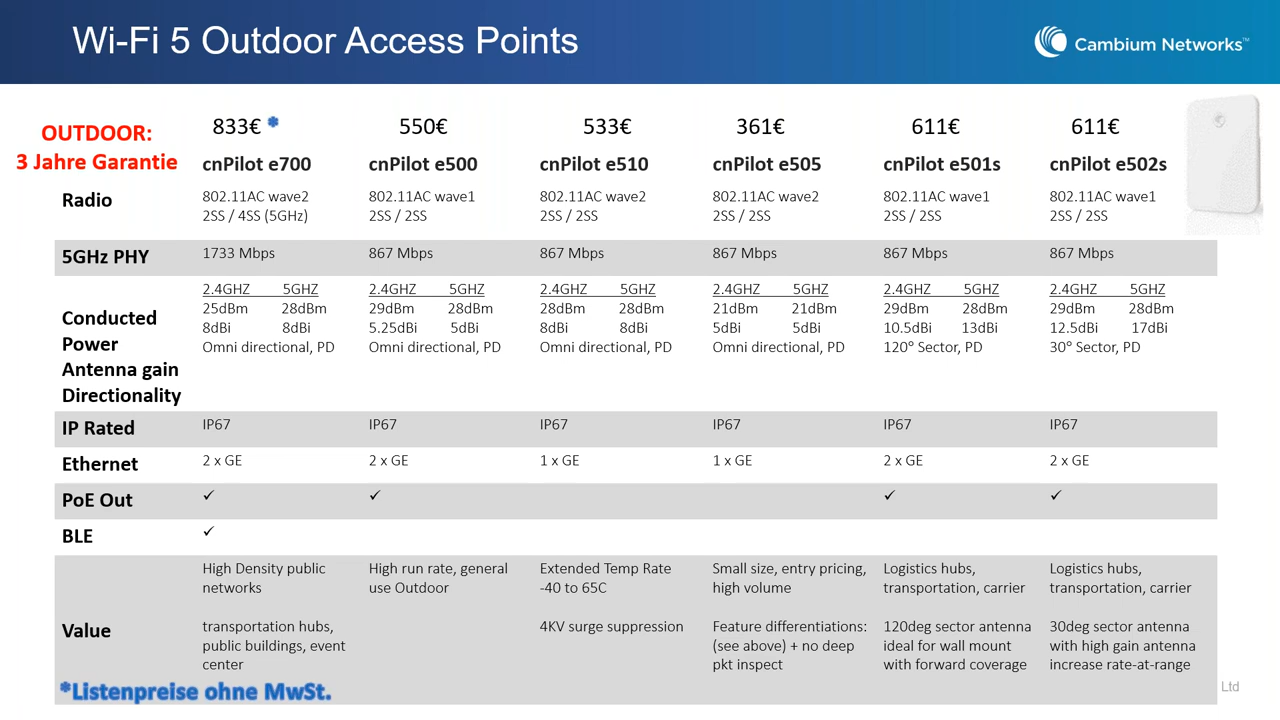 Wi-Fi 5 Outdoor Access Points
Cambium Networks™
OUTDOOR:
3 Jahre Garantie
833€ * 550€ 533€ 361€ 611€ 611€
cnPilot e700 cnPilot e500 cnPilot e510 cnPilot e505 cnPilot e501s cnPilot e502s
Radio
802.11AC wave2 802.11AC wave1 802.11AC wave2 802.11AC wave2 802.11AC wave1 802.11AC wave1
2SS / 4SS (5GHz) 2SS / 2SS 2SS / 2SS 2SS / 2SS 2SS / 2SS 2SS / 2SS
5GHz PHY 1733 Mbps 867 Mbps 867 Mbps 867 Mbps 867 Mbps 867 Mbps
Conducted
Power
Antenna gain
Directionality
2.4GHZ 5GHZ 2.4GHZ 5GHZ 2.4GHZ 5GHZ 2.4GHZ 5GHZ 2.4GHZ 5GHZ 2.4GHZ 5GHZ
25dBm 28dBm 29dBm 28dBm 28dBm 28dBm 21dBm 21dBm 29dBm 28dBm 29dBm 28dBm
8dBi 8dBi 5.25dBi 5dBi 8dBi 8dBi 5dBi 5dBi 10.5dBi 13dBi 12.5dBi 17dBi
Omni directional, PD Omni directional, PD Omni directional, PD Omni directional, PD 120° Sector, PD 30° Sector, PD
IP Rated IP67 IP67 IP67 IP67 IP67 IP67
Ethernet 2 x GE 2 x GE 1 x GE 1 x GE 2 x GE 2 x GE
PoE Out ✓ ✓ ✓ ✓
BLE ✓
Value
High Density public High run rate, general Extended Temp Rate Small size, entry pricing, Logistics hubs, Logistics hubs,
networks use Outdoor -40 to 65C high volume transportation, carrier transportation, carrier
transportation hubs, 4KV surge suppression Feature differentiations: 120deg sector antenna 30deg sector antenna
public buildings, event (see above) + no deep ideal for wall mount with high gain antenna
center pkt inspect with forward coverage increase rate-at-range
*Listenpreise ohne MwSt.
Ltd